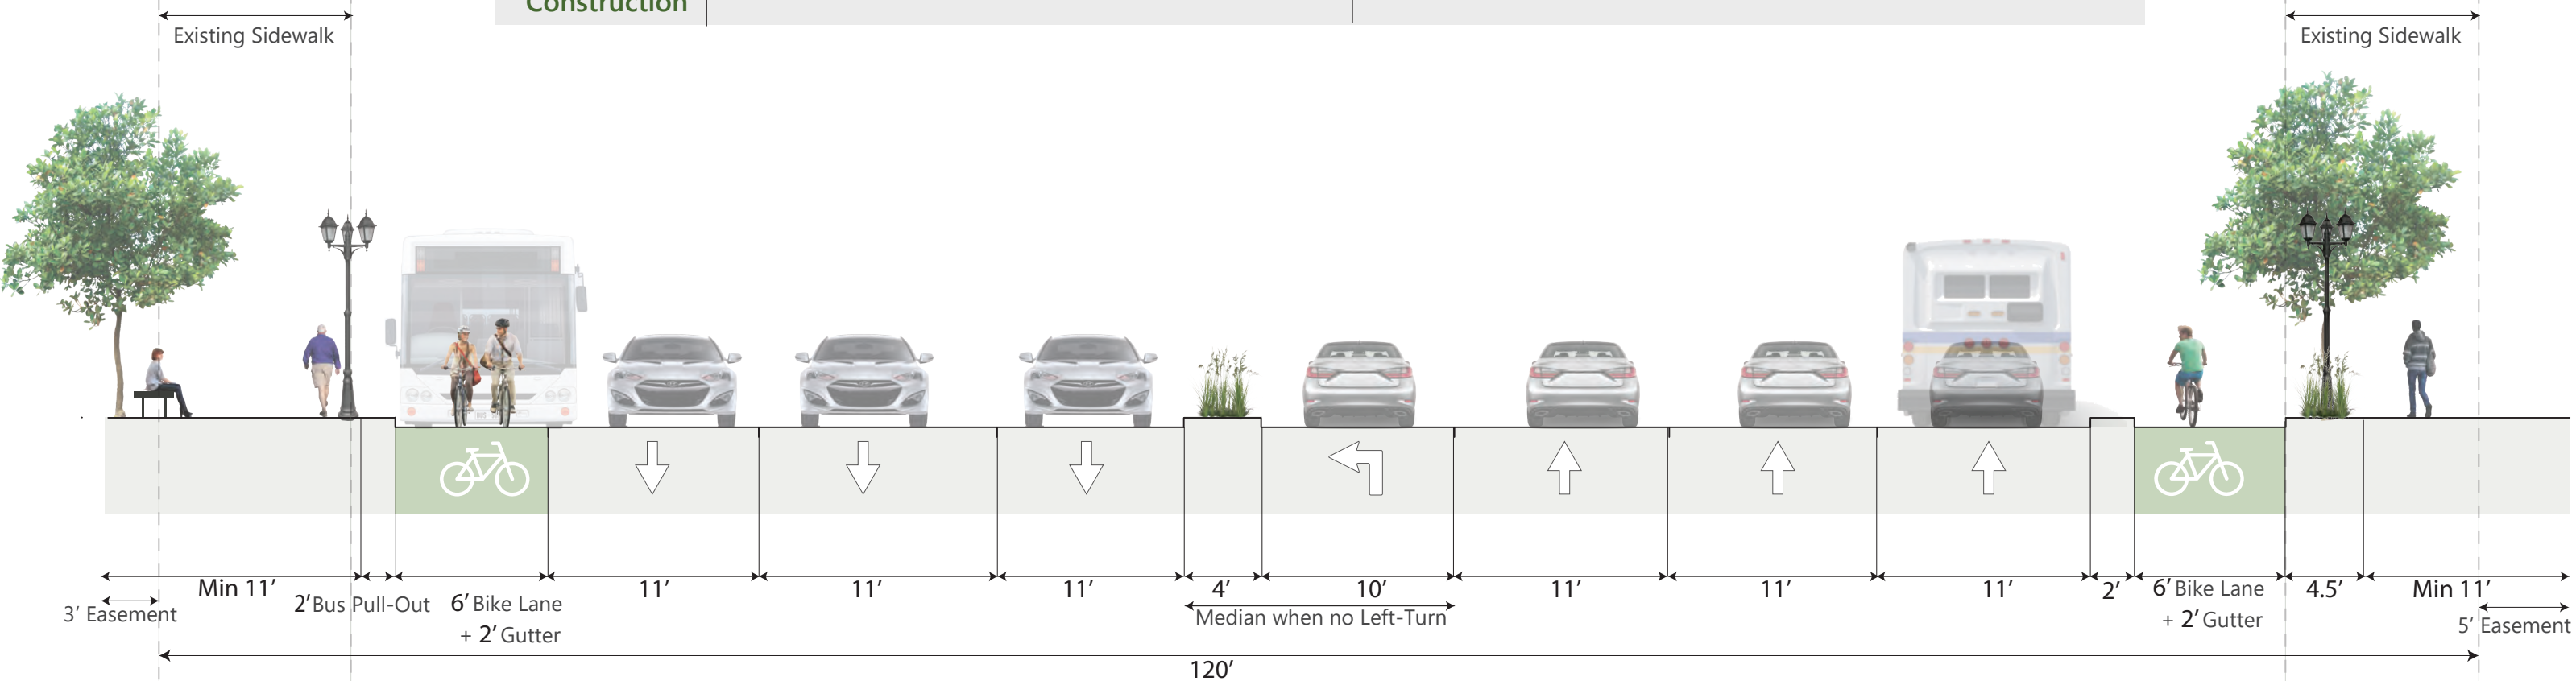 Construction
Existing Sidewalk
Existing Sidewalk
Min 11’
2’ Bus Pull-Out
3’ Easement
6’ Bike Lane
+ 2’ Gutter
11’
11’
11’
4’
10’
Median when no Left-Turn
11’
11’
11’
2’
6’ Bike Lane
+ 2’ Gutter
4.5’
Min 11’
5’ Easement
120’